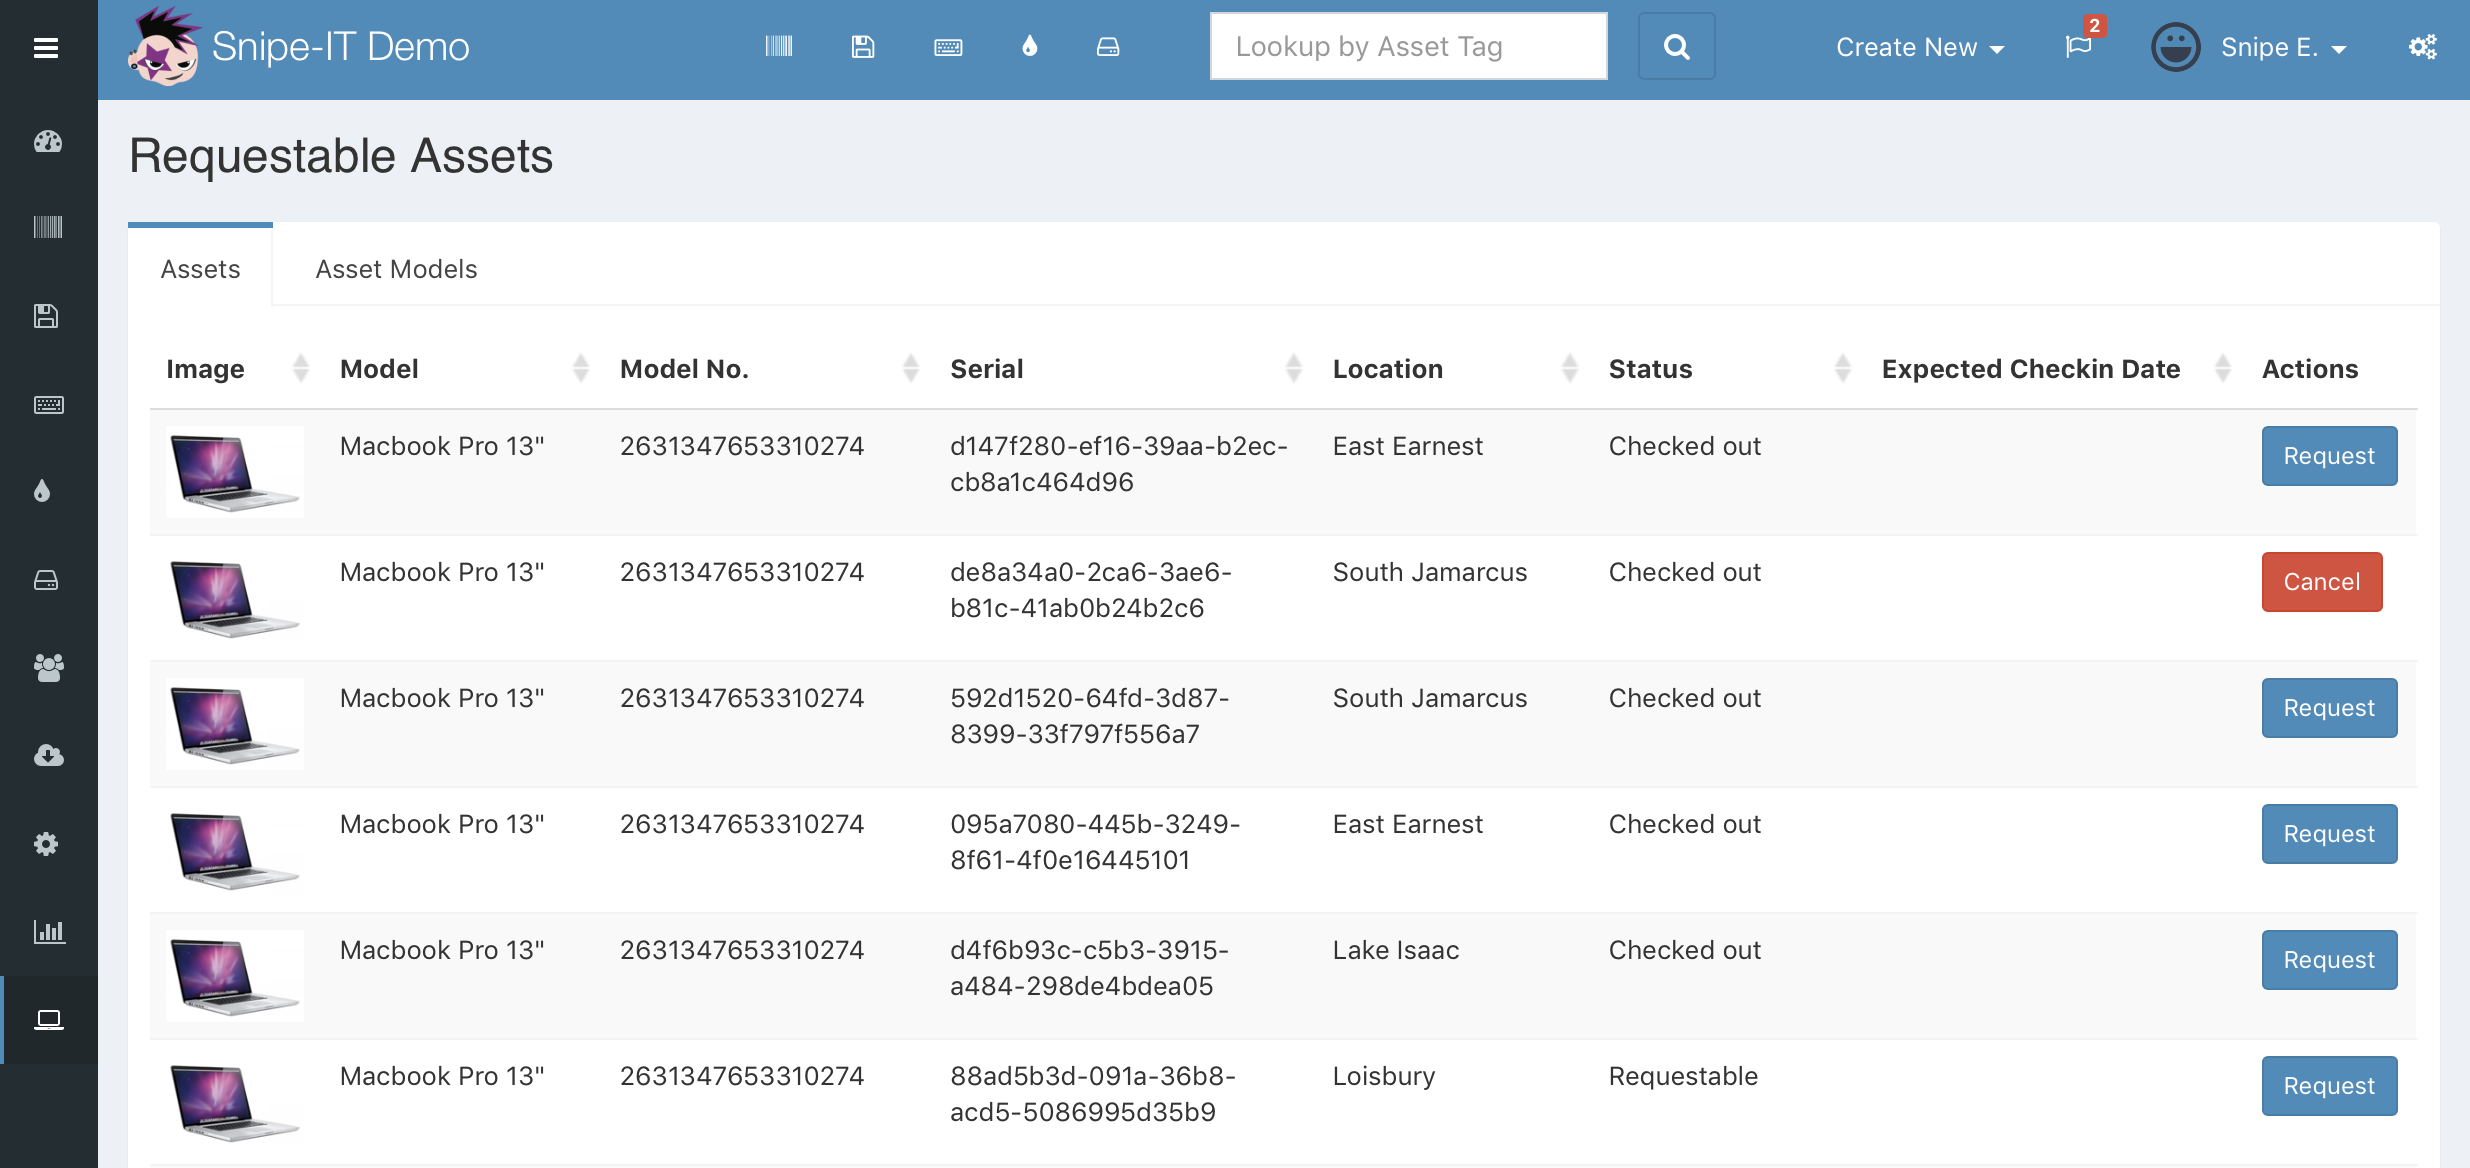 Snipe-IT Demo
Lookup by Asset Tag
Create New
2
Snipe E.
Requestable Assets
Assets
Asset Models
Image Model Model No. Serial Location Status Expected Checkin Date Actions
Macbook Pro 13" 2631347653310274 d147f280-ef16-39aa-b2ec- East Earnest Checked out Request
cb8a1c464d96
Macbook Pro 13" 2631347653310274 de8a34a0-2ca6-3ae6- South Jamarcus Checked out Cancel
b81c-41ab0b24b2c6
Macbook Pro 13" 2631347653310274 592d1520-64fd-3d87- South Jamarcus Checked out Request
8399-33f797f556a7
Macbook Pro 13" 2631347653310274 095a7080-445b-3249- East Earnest Checked out Request
8f61-4f0e16445101
Macbook Pro 13" 2631347653310274 d4f6b93c-c5b3-3915- Lake Isaac Checked out Request
a484-298de4bdea05
Macbook Pro 13" 2631347653310274 88ad5b3d-091a-36b8- Loisbury Requestable Request
acd5-5086995d35b9